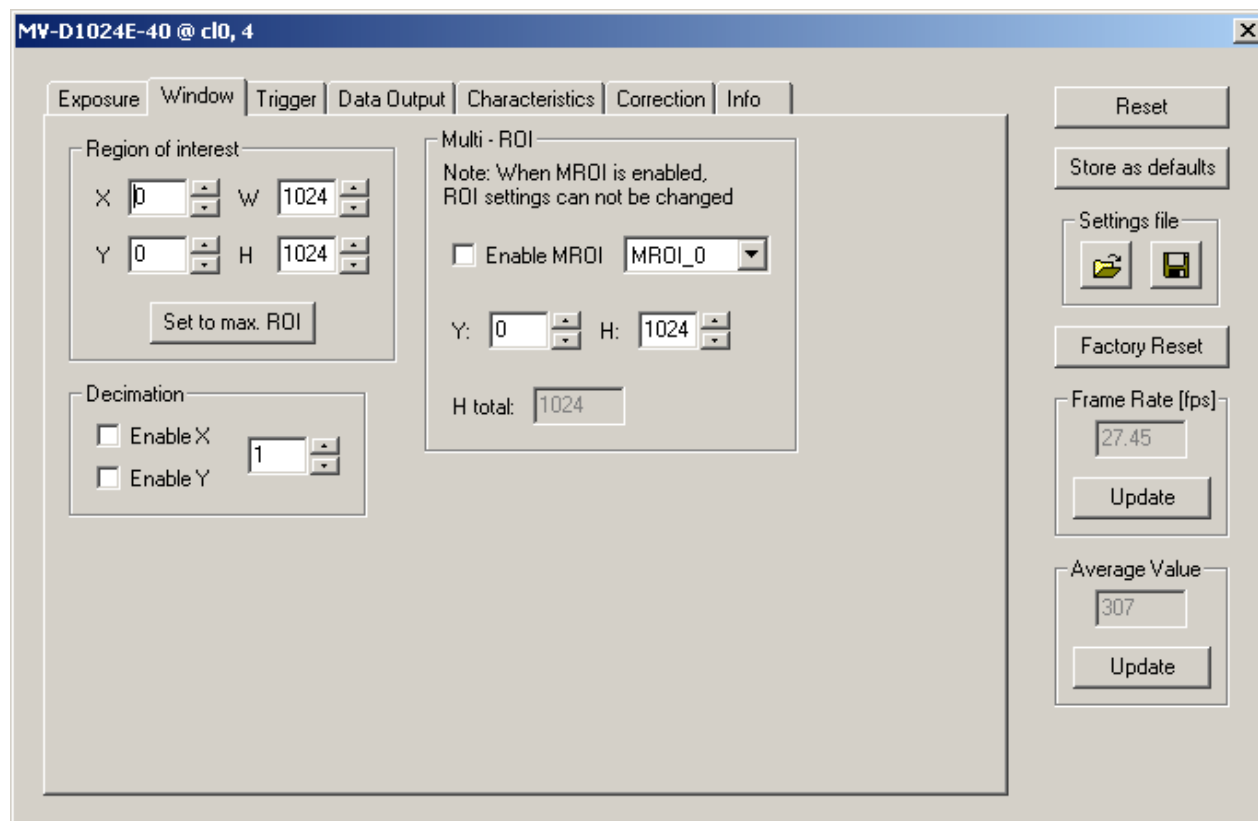 MV-D1024E-40 @ cl0, 4
Exposure Window Trigger Data Output Characteristics Correction Info
Region of interest
X 0 W 1024
Y 0 H 1024
Set to max. ROI
Decimation
Enable X
1
Enable Y
Multi - ROI
Note: When MROI is enabled,
ROI settings can not be changed
Enable MROI MROI_0
Y: 0 H: 1024
H total: 1024
Reset
Store as defaults
Settings file
Factory Reset
Frame Rate [fps]
27.45
Update
Average Value
307
Update